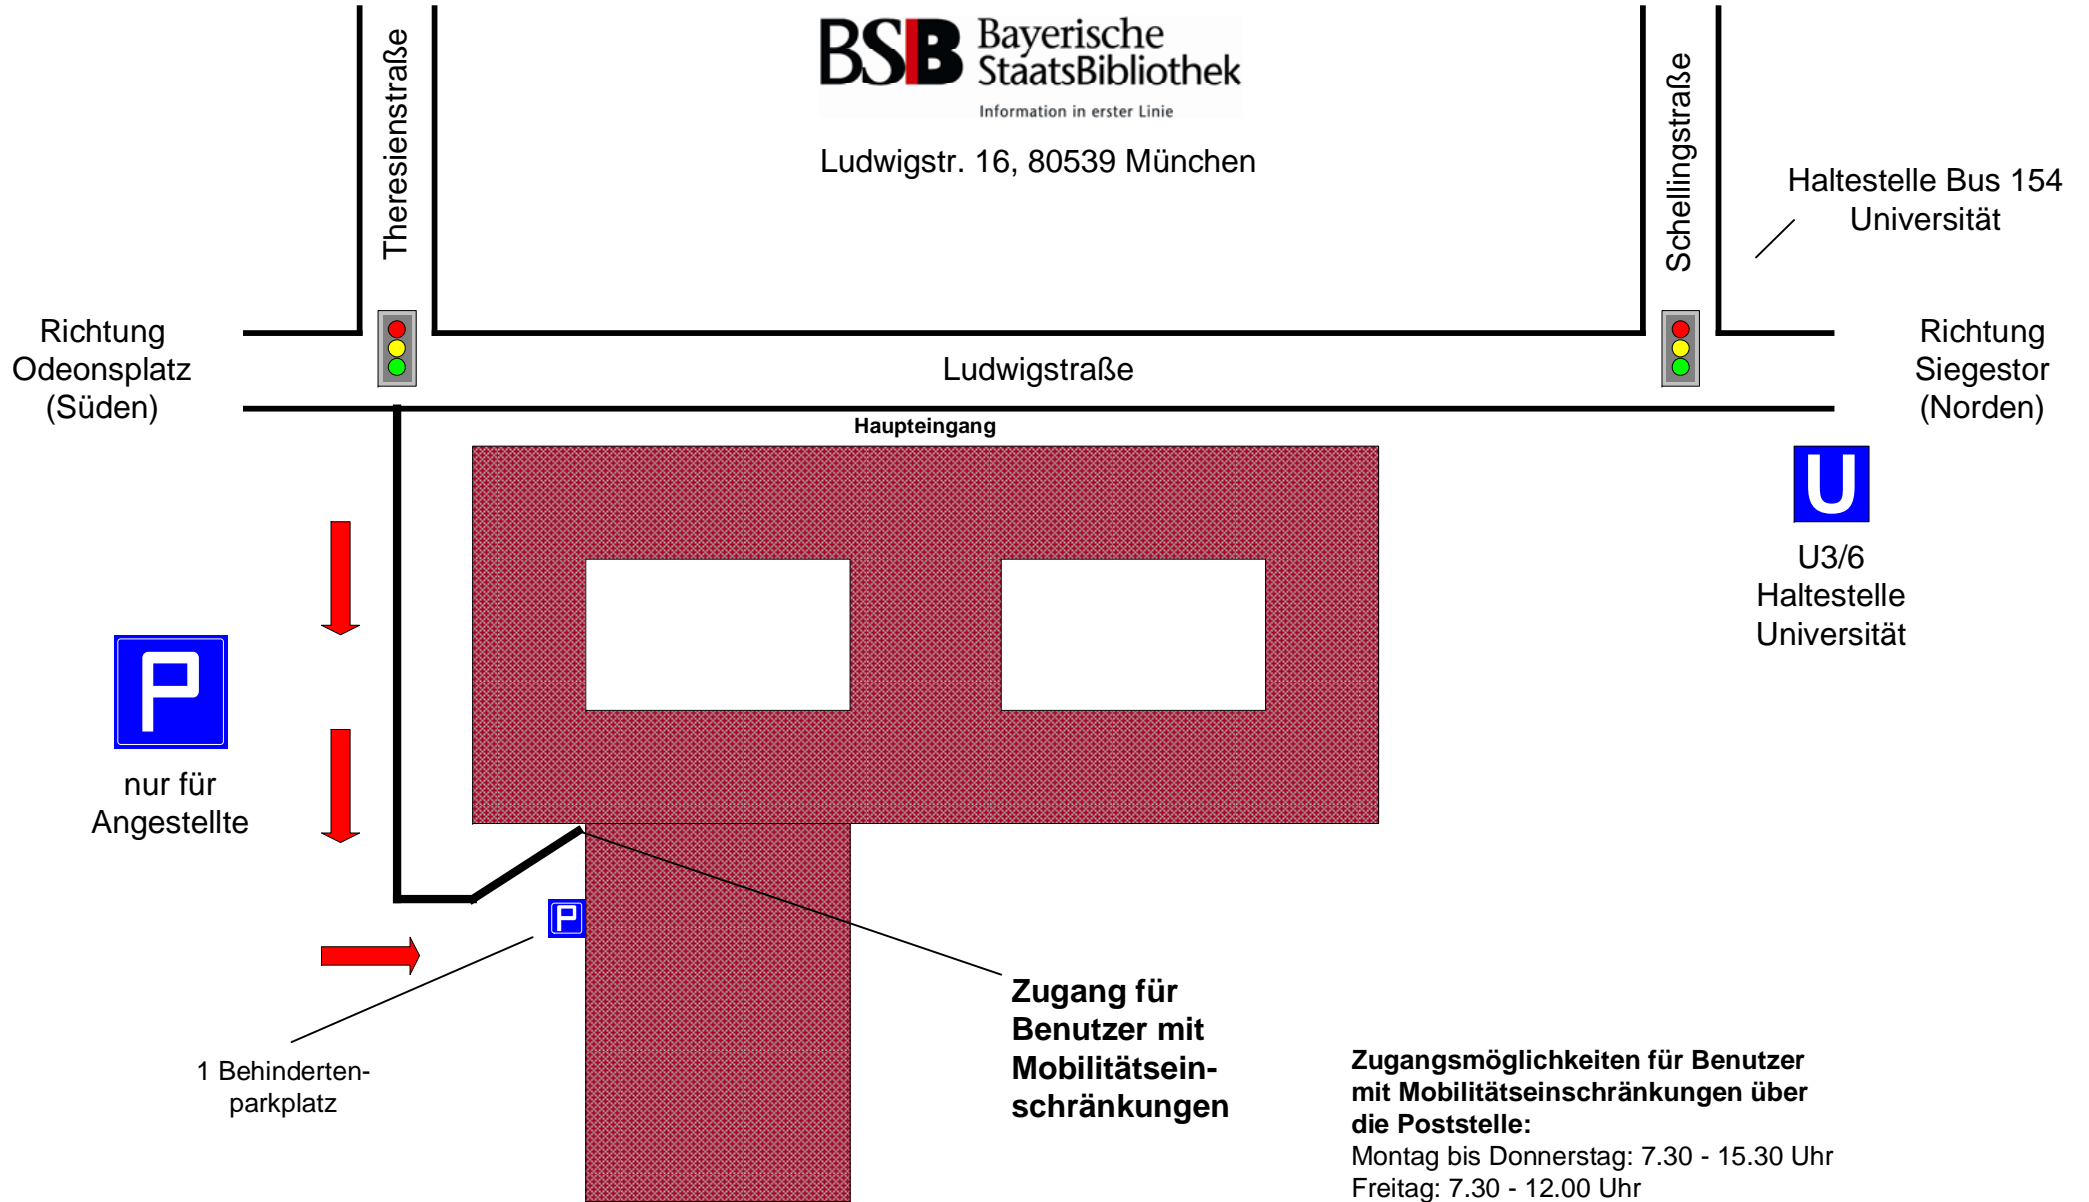 BSB Bayerische
StaatsBibliothek
Information in erster Linie
Ludwigstr. 16, 80539 München
Theresienstraße
Schellingstraße
Haltestelle Bus 154
Universität
Richtung
Odeonsplatz
(Süden)
Ludwigstraße
Richtung
Siegestor
(Norden)
Haupteingang
U
U3/6
Haltestelle
Universität
P
nur für
Angestellte
P
1 Behinderten-
parkplatz
Zugang für
Benutzer mit
Mobilitätsein-
schränkungen
Zugangsmöglichkeiten für Benutzer
mit Mobilitätseinschränkungen über
die Poststelle:
Montag bis Donnerstag: 7.30 - 15.30 Uhr
Freitag: 7.30 - 12.00 Uhr